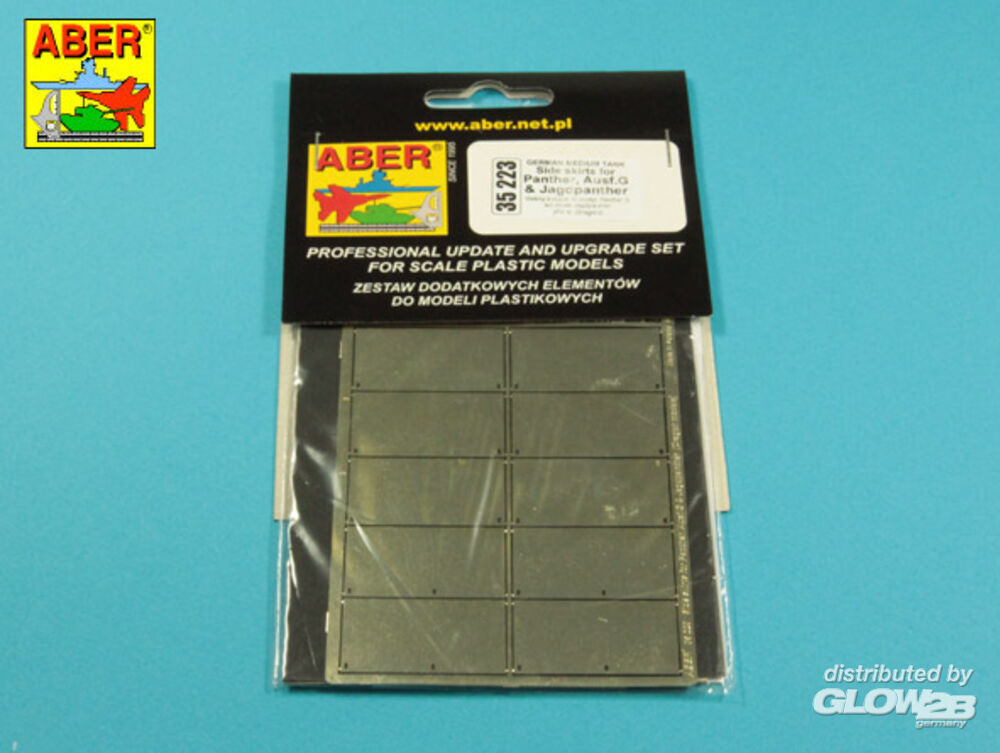 ABER®
www.aber.net.pl
ABER®
SINCE 1995
35 223
GERMAN MEDIUM TANK
Side skirts for
Panther, Ausf.G
& Jagdpanther
PROFESSIONAL UPDATE AND UPGRADE SET
FOR SCALE PLASTIC MODELS
ZESTAW DODATKOWYCH ELEMENTÓW
DO MODELI PLASTIKOWYCH
distributed by
GLOW2B
germany